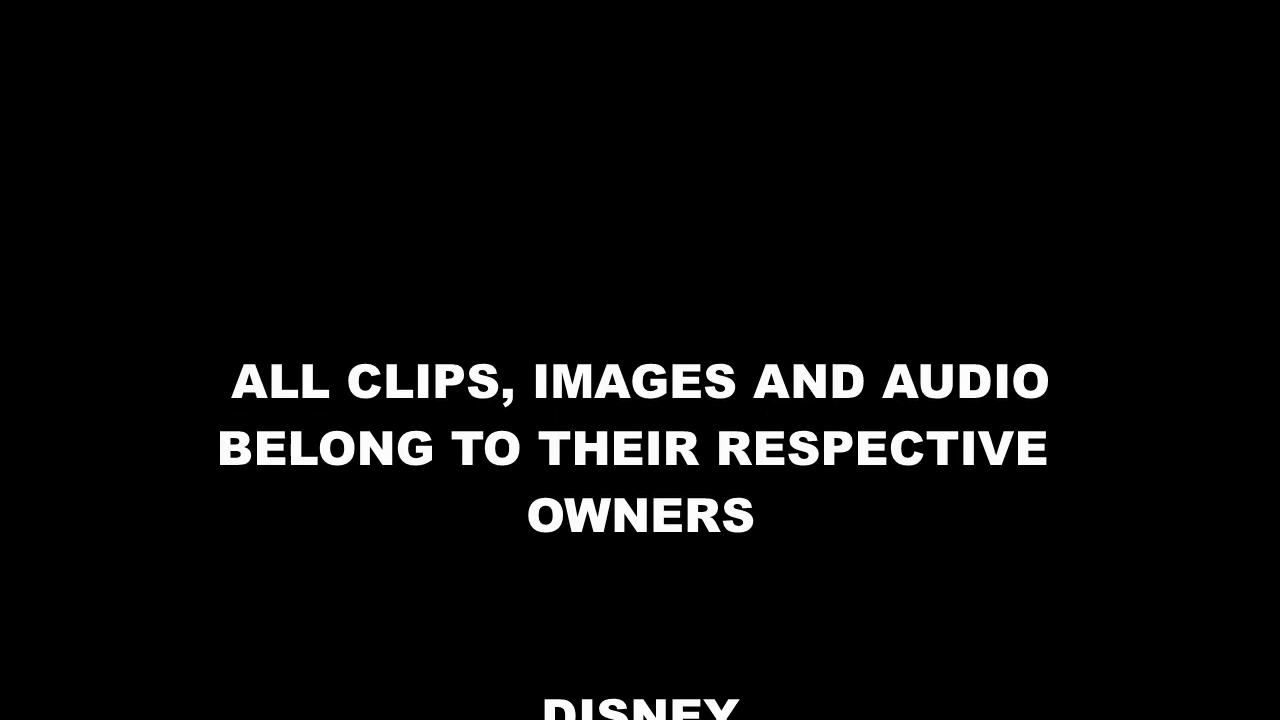 ALL CLIPS, IMAGES AND AUDIO
BELONG TO THEIR RESPECTIVE
OWNERS
DISNEY